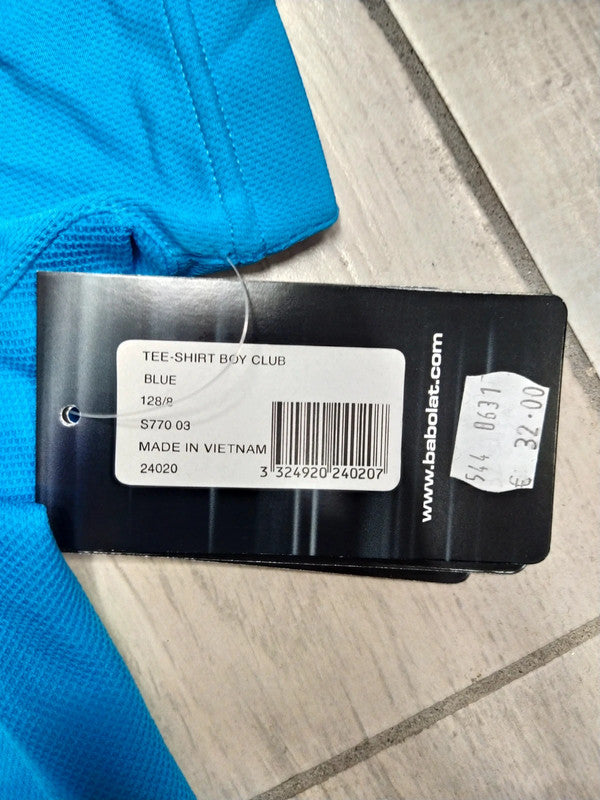 TEE-SHIRT BOY CLUB
BLUE
128/8
S770 03
MADE IN VIETNAM
24020
3 324920 240207
www.babolat.com
544 0631
€ 32.00